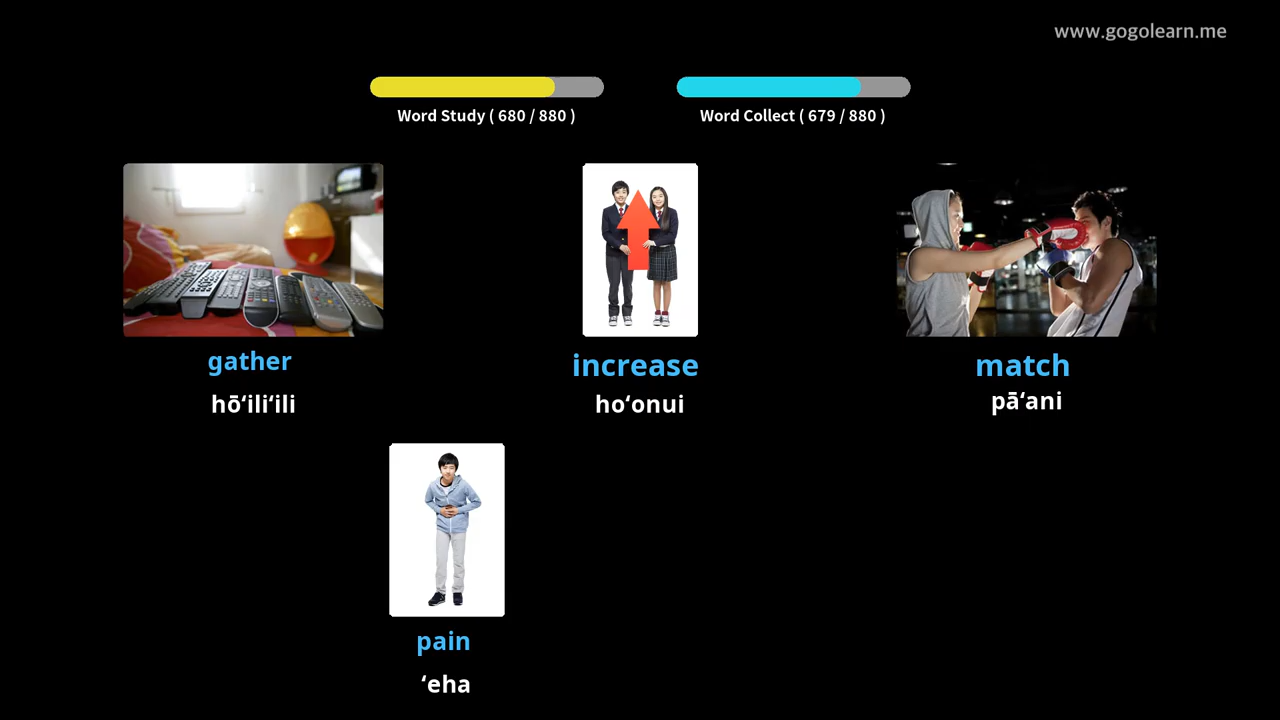 www.gogolearn.me
Word Study ( 680 / 880 )
Word Collect ( 679 / 880 )
gather
increase
match
hōʻiliʻili
hoʻonui
pāʻani
pain
ʻeha